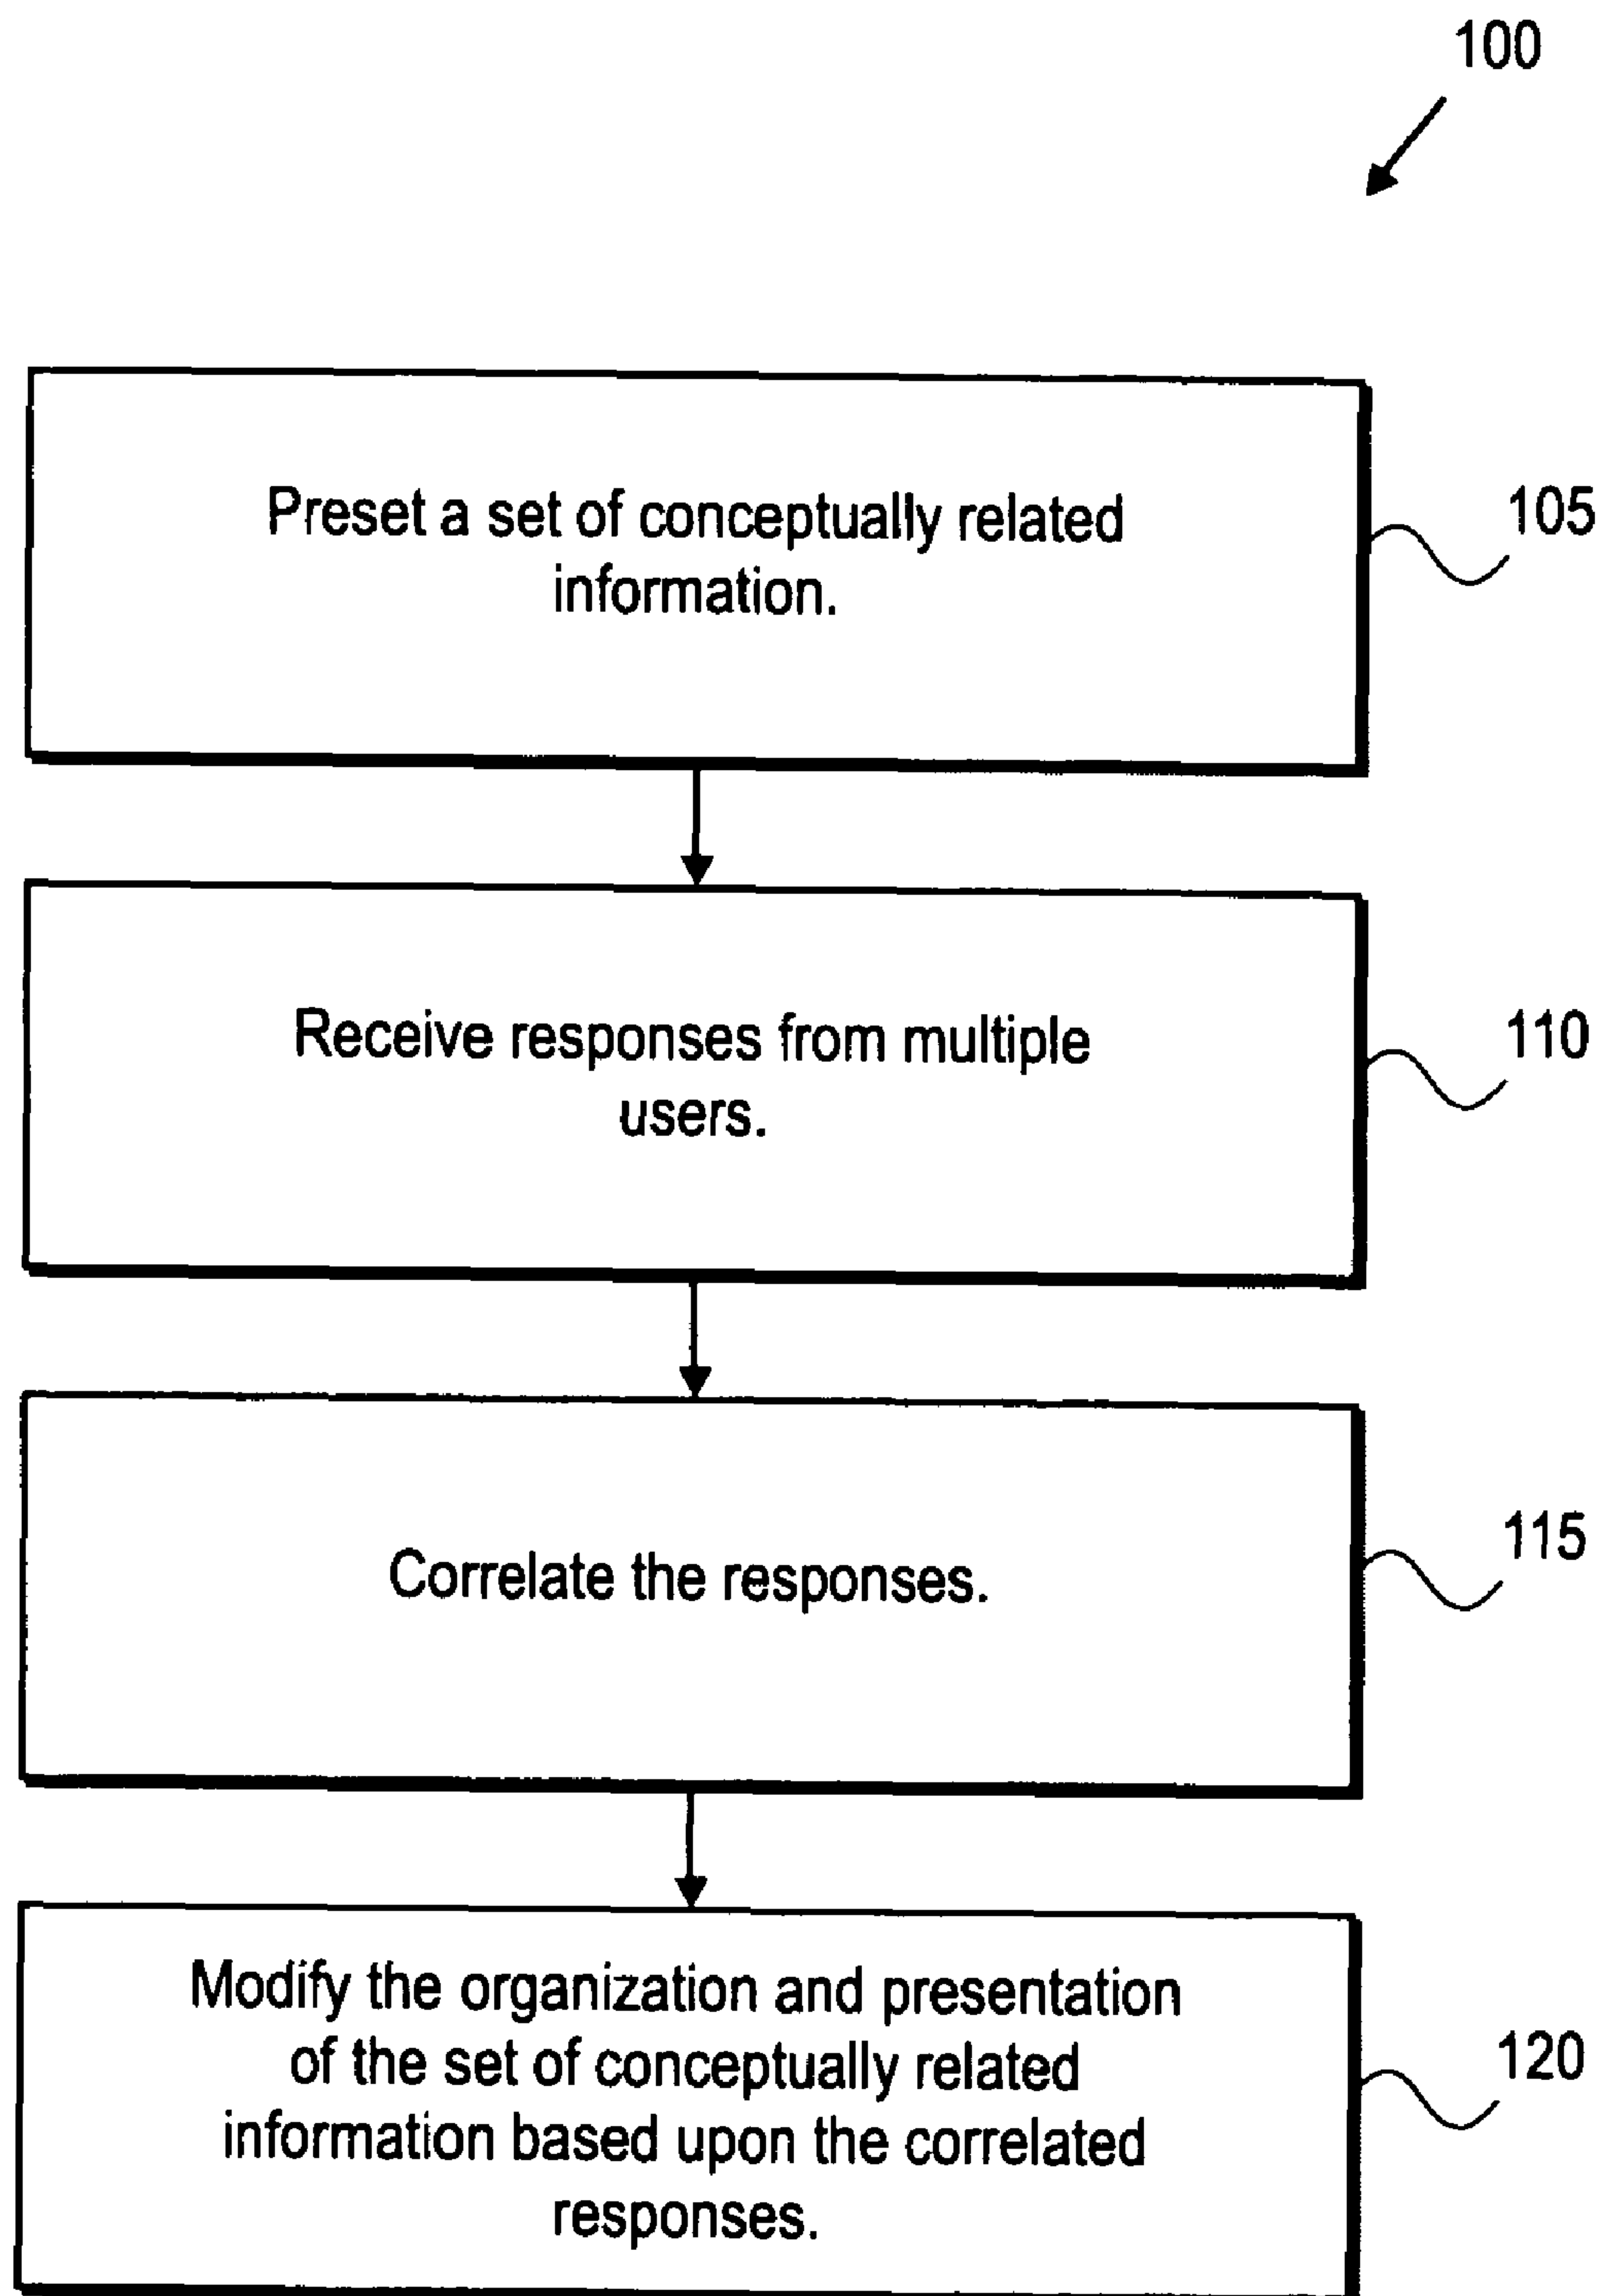 100
Preset a set of conceptually related
information.
105
Receive responses from multiple
users.
110
Correlate the responses.
115
Modify the organization and presentation
of the set of conceptually related
information based upon the correlated
responses.
120